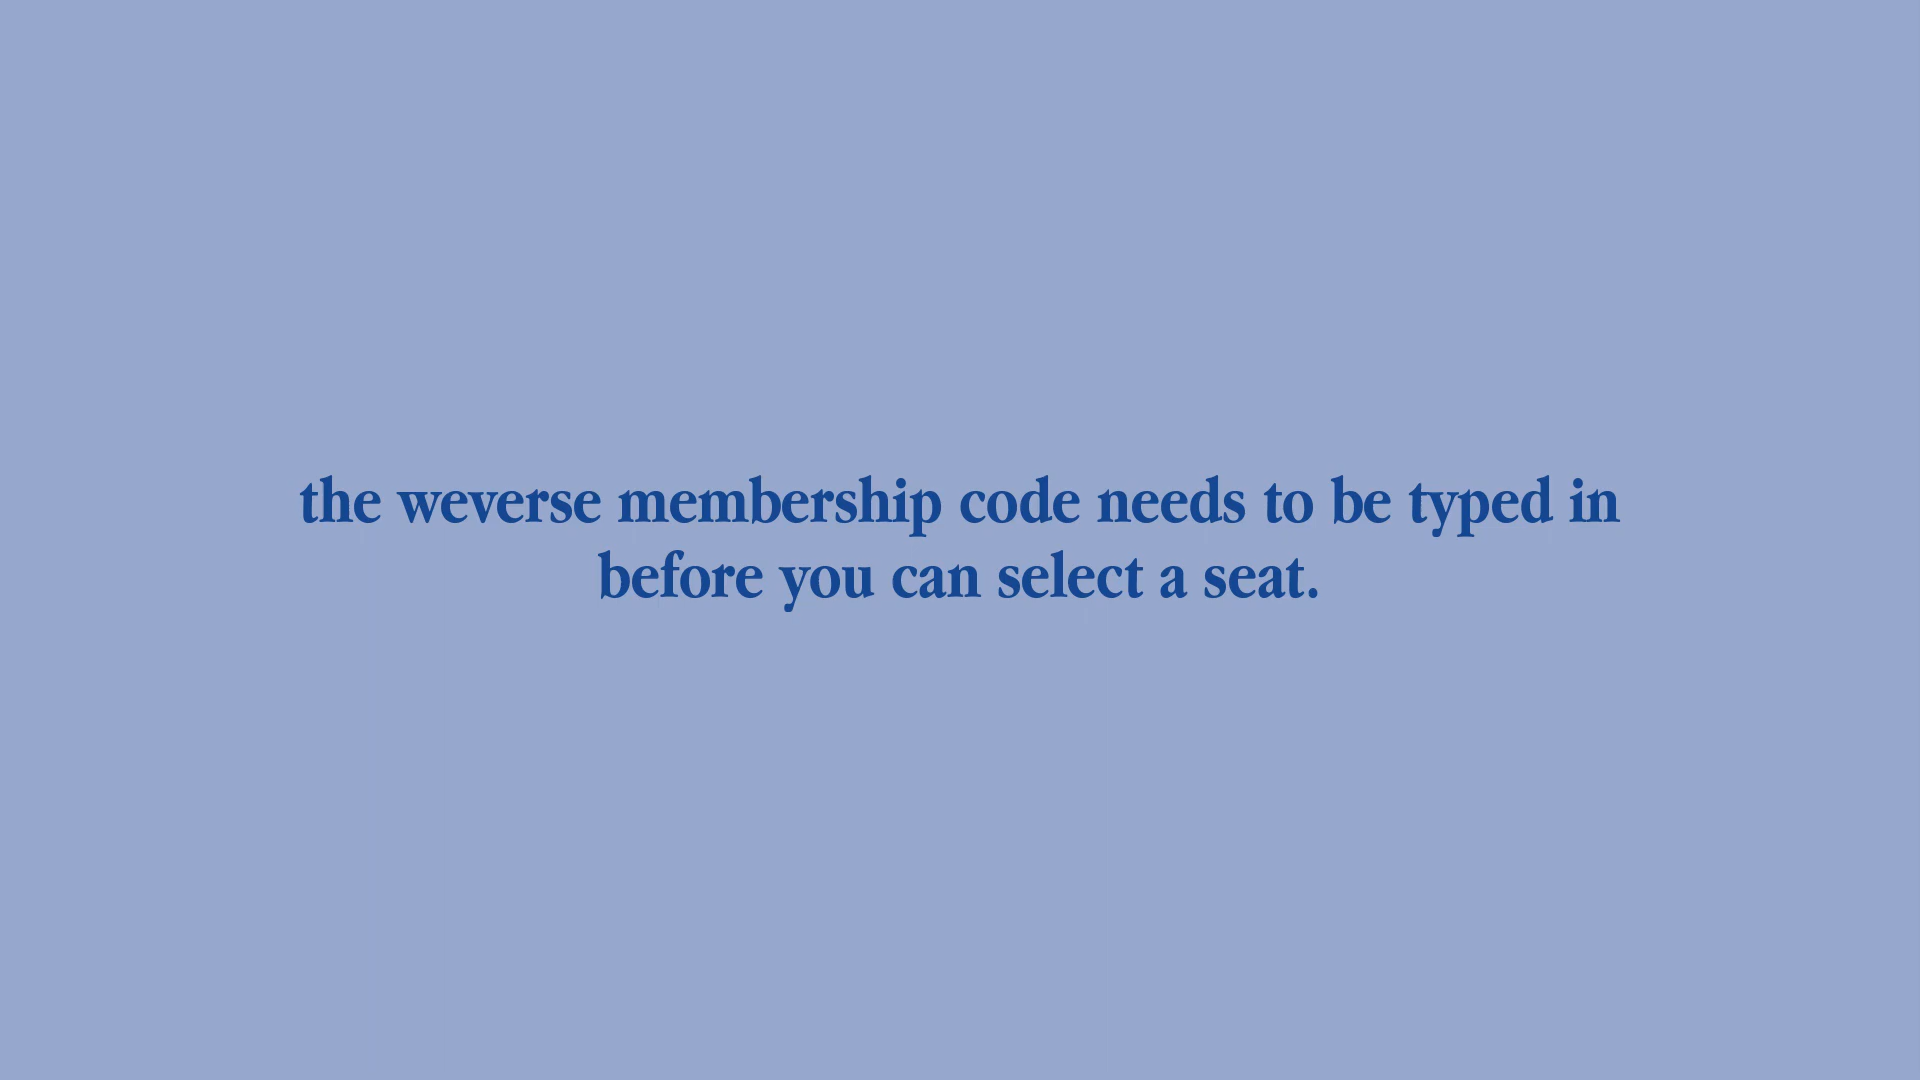 the weverse membership code needs to be typed in
before you can select a seat.